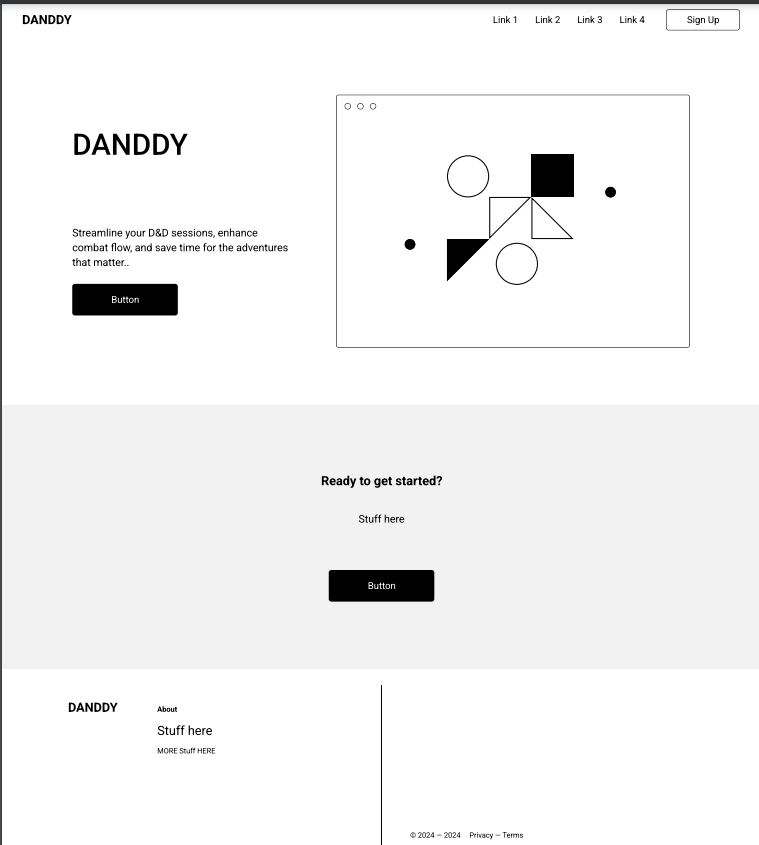 DANDDY
Link 1 Link 2 Link 3 Link 4 Sign Up
DANDDY
Streamline your D&D sessions, enhance
combat flow, and save time for the adventures
that matter..
Button
Ready to get started?
Stuff here
Button
DANDDY
About
Stuff here
MORE Stuff HERE
© 2024 — 2024 Privacy — Terms